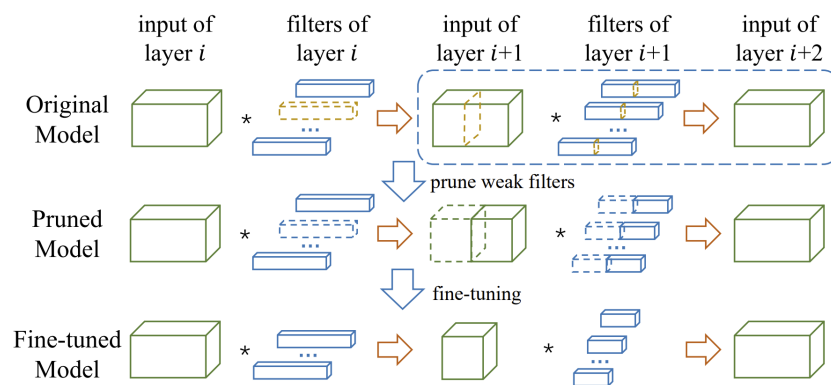 input of
layer i
filters of
layer i
input of
layer i+1
filters of
layer i+1
input of
layer i+2
Original
Model
*
...
*
...
prune weak filters
Pruned
Model
*
...
*
...
fine-tuning
Fine-tuned
Model
*
...
*
...